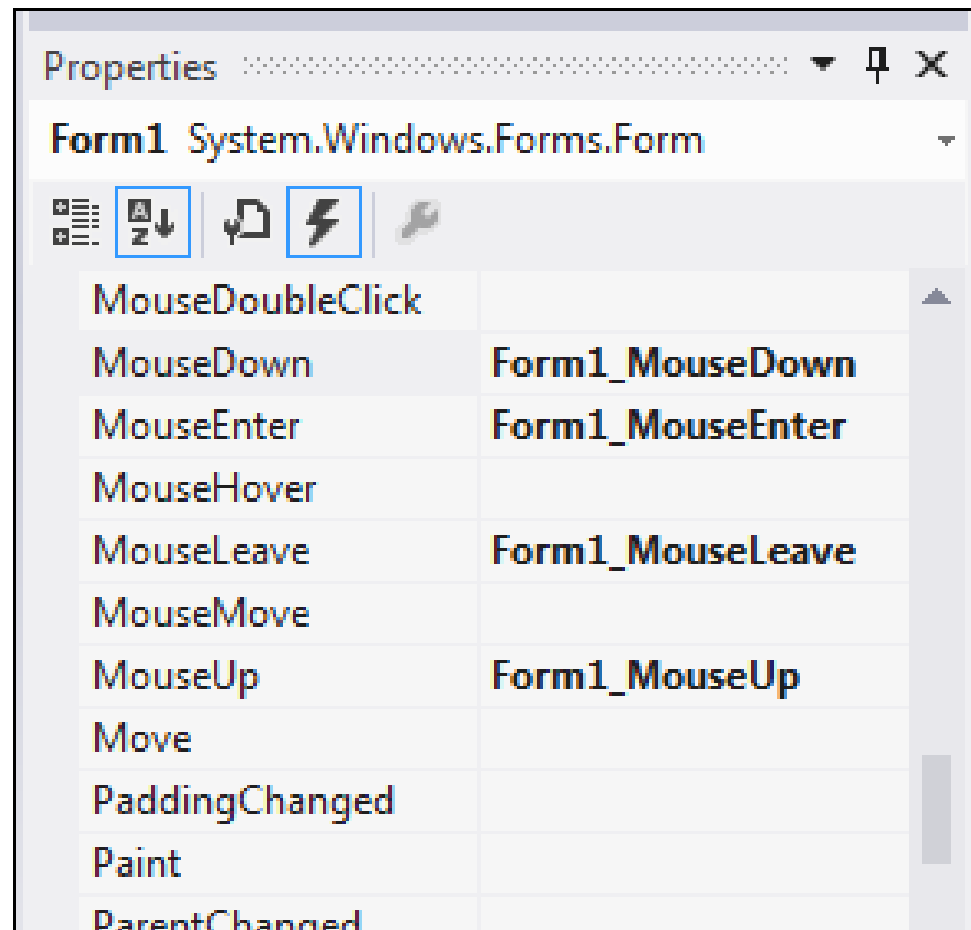 Properties
Form1 System.Windows.Forms.Form
MouseDoubleClick
MouseDown Form1_MouseDown
MouseEnter Form1_MouseEnter
MouseHover
MouseLeave Form1_MouseLeave
MouseMove
MouseUp Form1_MouseUp
Move
PaddingChanged
Paint
ParentChanged